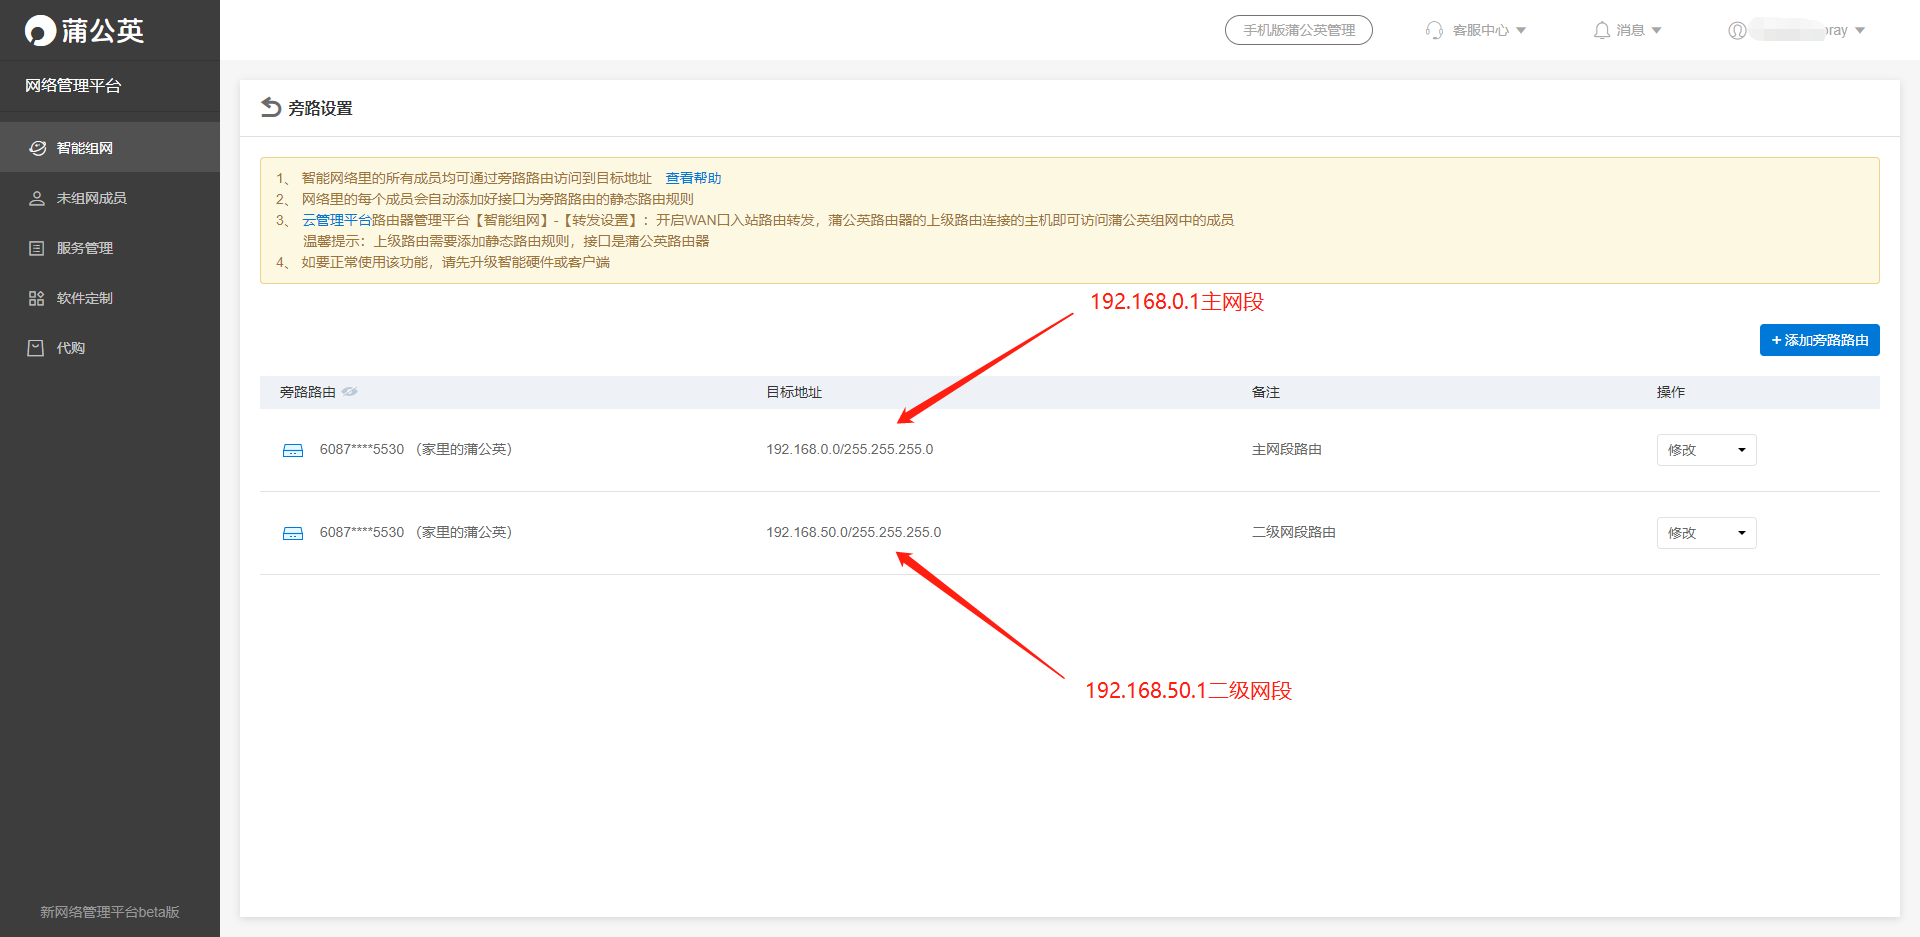 蒲公英
手机版蒲公英管理
客服中心
消息
oray
网络管理平台
智能组网
未组网成员
服务管理
软件定制
代购
新网络管理平台beta版
旁路设置
1、 智能网络里的所有成员均可通过旁路路由访问到目标地址 查看帮助
2、 网络里的每个成员会自动添加好接口为旁路路由的静态路由规则
3、 云管理平台路由器管理平台【智能组网】-【转发设置】：开启WAN口入站路由转发，蒲公英路由器的上级路由连接的主机即可访问蒲公英组网中的成员
温馨提示：上级路由需要添加静态路由规则，接口是蒲公英路由器
4、 如要正常使用该功能，请先升级智能硬件或客户端
192.168.0.1主网段
+ 添加旁路路由
旁路路由 目标地址 备注 操作
6087****5530 （家里的蒲公英） 192.168.0.0/255.255.255.0 主网段路由 修改
6087****5530 （家里的蒲公英） 192.168.50.0/255.255.255.0 二级网段路由 修改
192.168.50.1二级网段